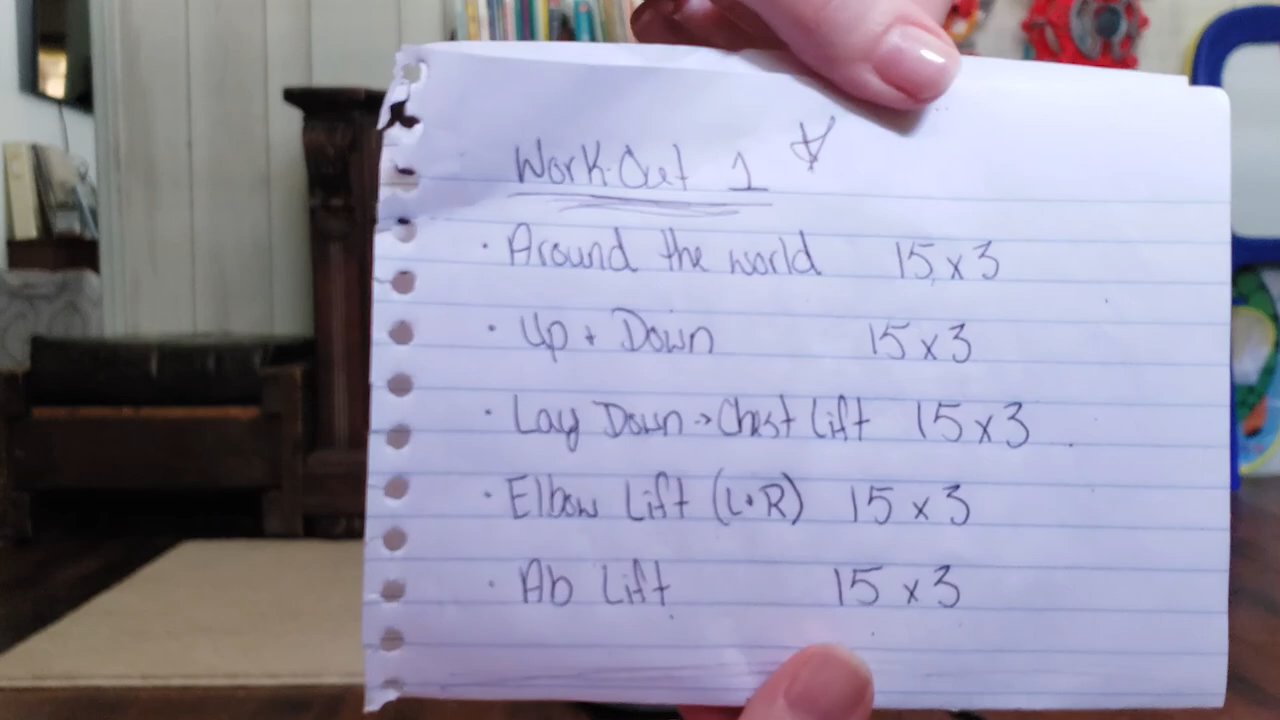 Work-Out 1
· Around the world 15 x 3
· Up + Down 15 x 3
· Lay Down → Chest Lift 15 x 3
· Elbow Lift (L+R) 15 x 3
· Ab Lift 15 x 3